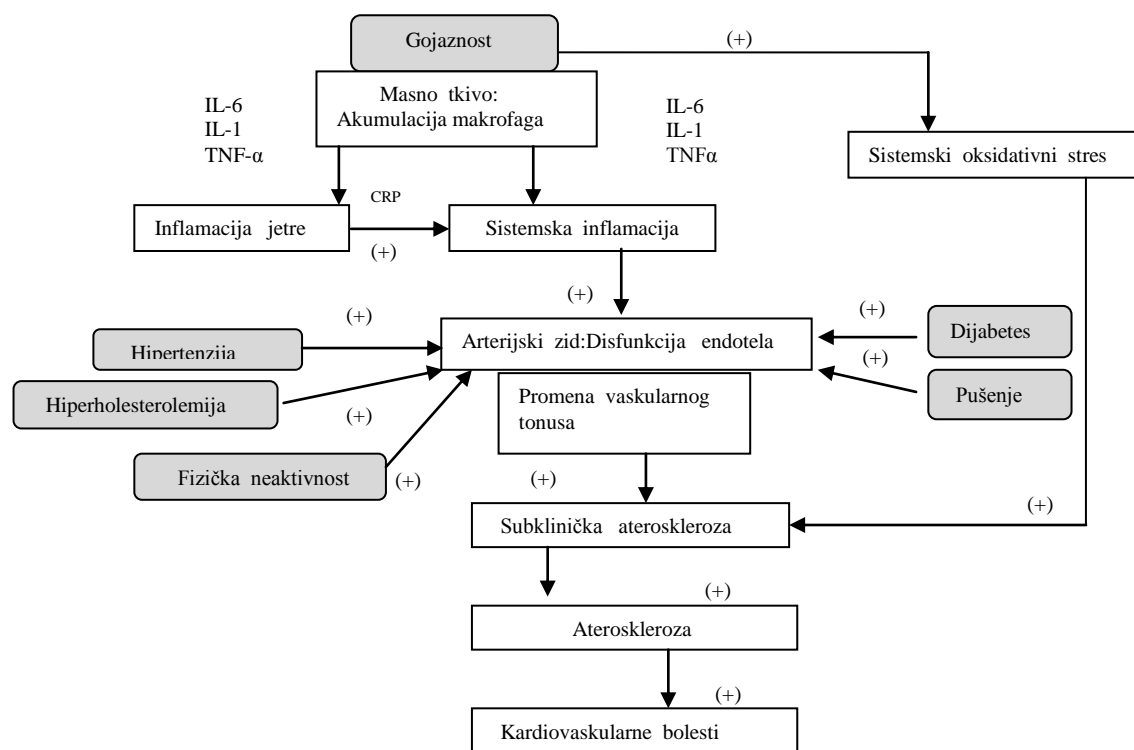 Gojaznost
(+)
Masno tkivo:
Akumulacija makrofaga
IL-6
IL-1
TNF-α
IL-6
IL-1
TNFα
Sistemski oksidativni stres
CRP
Inflamacija jetre
(+)
Sistemska inflamacija
(+)
(+)
(+)
Hipertenzija
Arterijski zid:Disfunkcija endotela
Dijabetes
(+)
Hiperholesterolemija
(+)
Promena vaskularnog
tonusa
Pušenje
Fizička neaktivnost
(+)
(+)
(+)
Subklinička ateroskleroza
(+)
Ateroskleroza
(+)
Kardiovaskularne bolesti